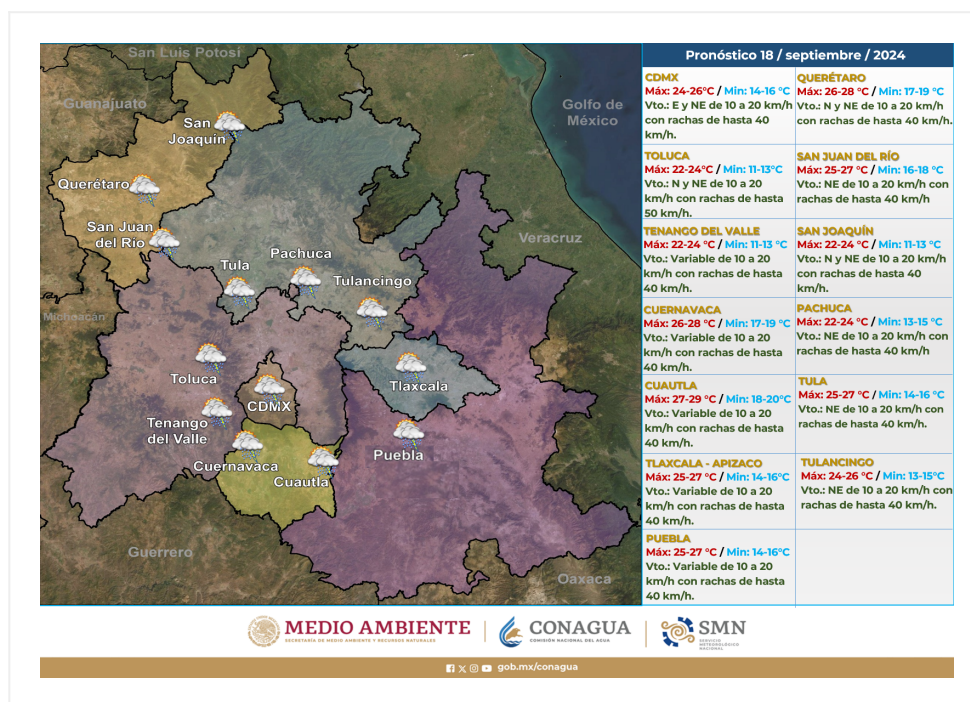 San Luis Potosí
Guanajuato
Golfo de
México
San
Joaquín
Querétaro
San Juan
del Río
Veracruz
Pachuca
Tula
Tulancingo
Michoacán
Toluca
Tlaxcala
CDMX
Tenango
del Valle
Puebla
Cuernavaca
Cuautla
Guerrero
Oaxaca
Pronóstico 18 / septiembre / 2024
CDMX
Máx: 24-26°C / Min: 14-16 °C
Vto.: E y NE de 10 a 20 km/h
con rachas de hasta 40
km/h.
QUERÉTARO
Máx: 26-28 °C / Min: 17-19 °C
Vto.: N y NE de 10 a 20 km/h
con rachas de hasta 40 km/h.
TOLUCA
Máx: 22-24°C / Min: 11-13°C
Vto.: N y NE de 10 a 20
km/h con rachas de hasta
50 km/h.
SAN JUAN DEL RÍO
Máx: 25-27 °C / Min: 16-18 °C
Vto.: NE de 10 a 20 km/h con
rachas de hasta 40 km/h
TENANGO DEL VALLE
Máx: 22-24 °C / Min: 11-13 °C
Vto.: Variable de 10 a 20
km/h con rachas de hasta
40 km/h.
SAN JOAQUÍN
Máx: 22-24 °C / Min: 11-13 °C
Vto.: N y NE de 10 a 20 km/h
con rachas de hasta 40
km/h.
CUERNAVACA
Máx: 26-28 °C / Min: 17-19 °C
Vto.: Variable de 10 a 20
km/h con rachas de hasta
40 km/h.
PACHUCA
Máx: 22-24 °C / Min: 13-15 °C
Vto.: NE de 10 a 20 km/h con
rachas de hasta 40 km/h
CUAUTLA
Máx: 27-29 °C / Min: 18-20°C
Vto.: Variable de 10 a 20
km/h con rachas de hasta
40 km/h.
TULA
Máx: 25-27 °C / Min: 14-16 °C
Vto.: NE de 10 a 20 km/h con
rachas de hasta 40 km/h.
TLAXCALA - APIZACO
Máx: 25-27 °C / Min: 14-16°C
Vto.: Variable de 10 a 20
km/h con rachas de hasta
40 km/h.
TULANCINGO
Máx: 24-26 °C / Min: 13-15°C
Vto.: NE de 10 a 20 km/h con
rachas de hasta 40 km/h.
PUEBLA
Máx: 25-27 °C / Min: 14-16°C
Vto.: Variable de 10 a 20
km/h con rachas de hasta
40 km/h.
MEDIO AMBIENTE
SECRETARÍA DE MEDIO AMBIENTE Y RECURSOS NATURALES
CONAGUA
COMISIÓN NACIONAL DEL AGUA
SMN
SERVICIO
METEOROLÓGICO
NACIONAL
gob.mx/conagua